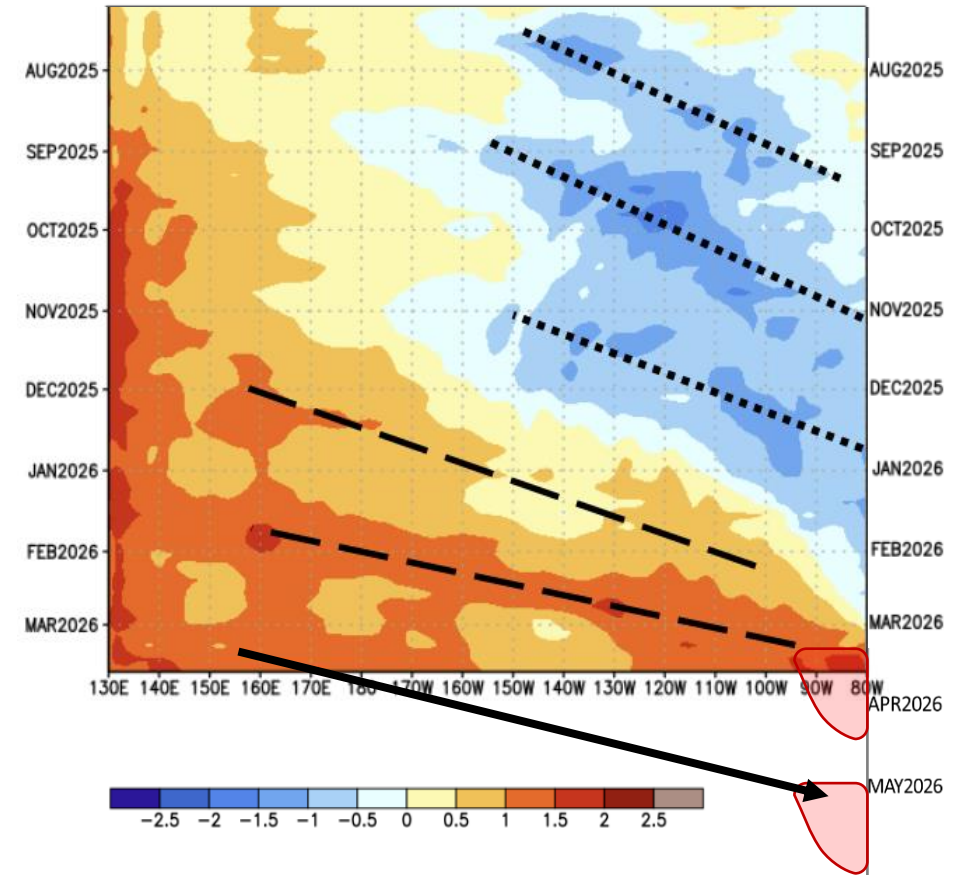 AUG2025 AUG2025
SEP2025 SEP2025
OCT2025 OCT2025
NOV2025 NOV2025
DEC2025 DEC2025
JAN2026 JAN2026
FEB2026 FEB2026
MAR2026 MAR2026
130E 140E 150E 160E 170E 180 170W 160W 150W 140W 130W 120W 110W 100W 90W 80W
APR2026
MAY2026
−2.5 −2 −1.5 −1 −0.5 0 0.5 1 1.5 2 2.5